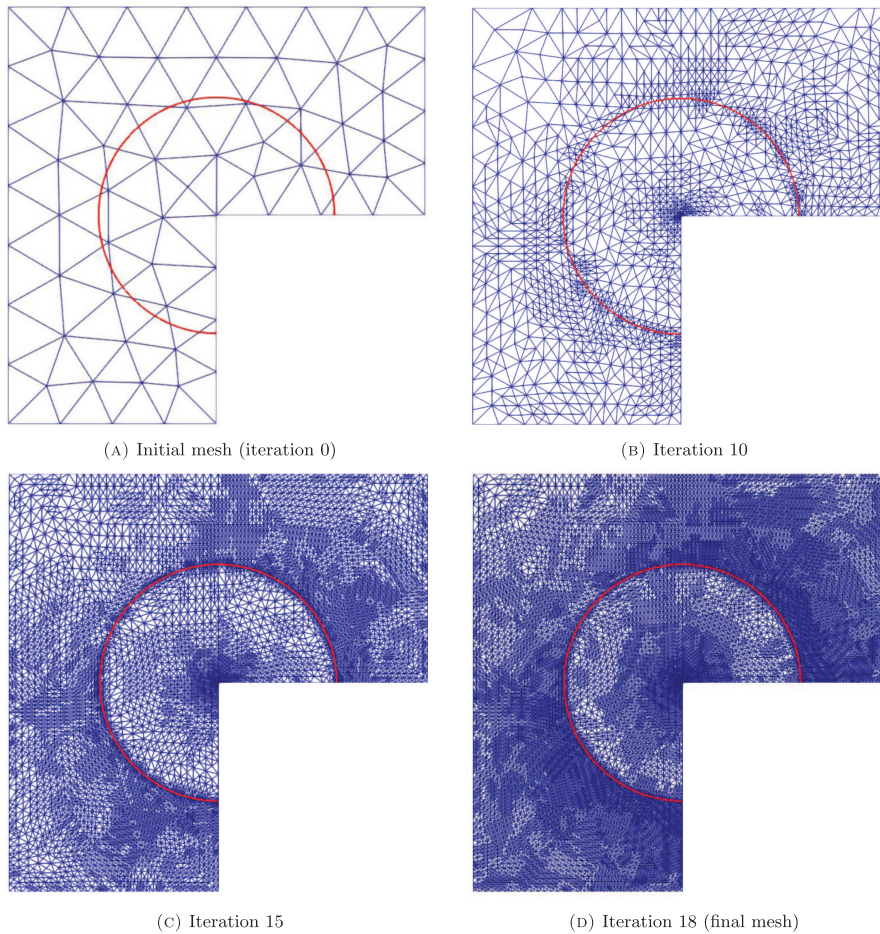 (A) Initial mesh (iteration 0)
(B) Iteration 10
(C) Iteration 15
(D) Iteration 18 (final mesh)